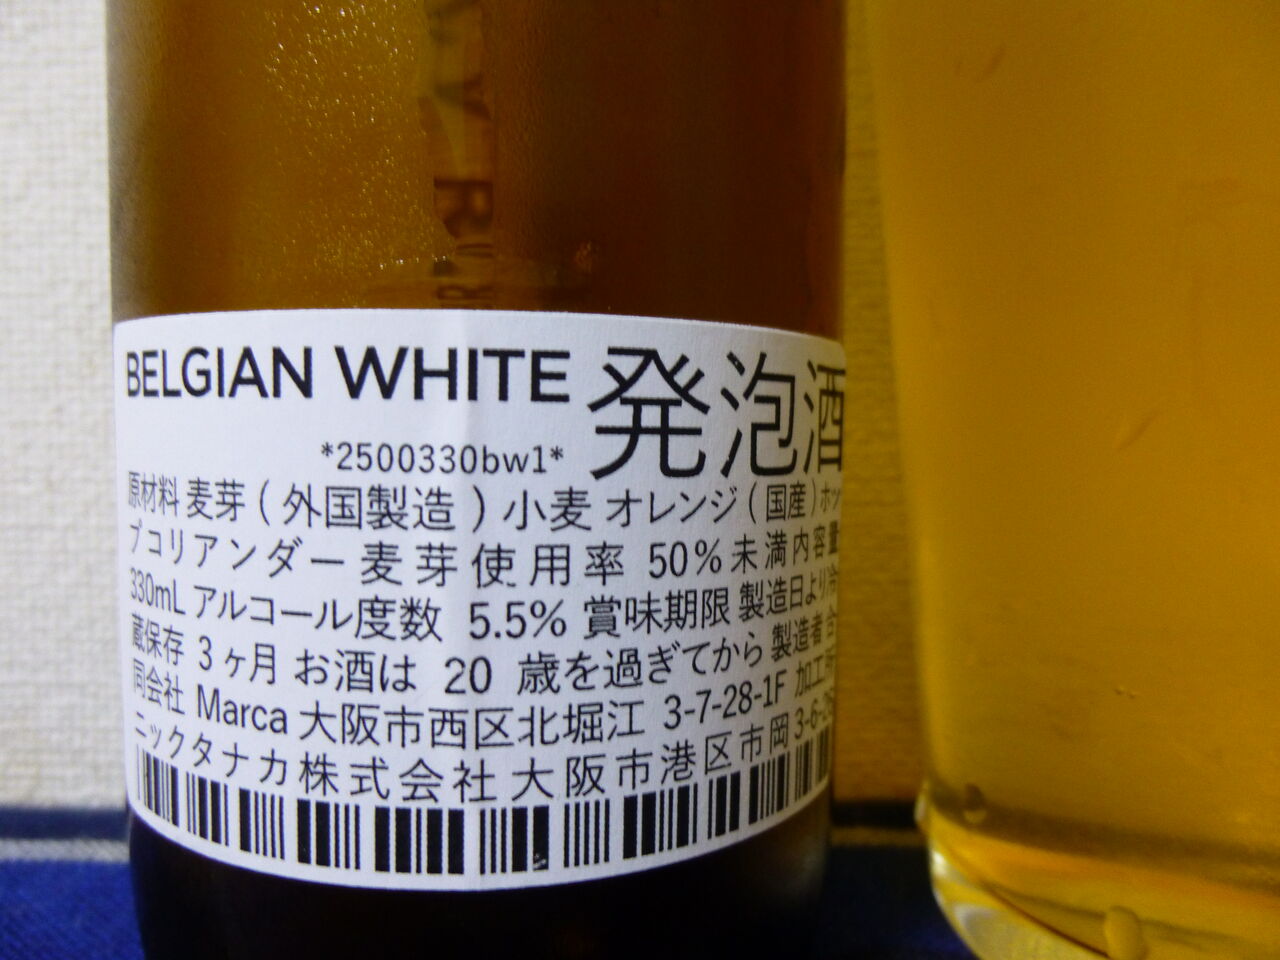 BELGIAN WHITE 発泡酒
*2500330bw1*
原材料 麦芽 ( 外国製造 ) 小麦 オレンジ ( 国産 ) ホッ
プコリアンダー 麦芽使用率 50%未満内容量
330mL アルコール度数 5.5% 賞味期限 製造日より冷
蔵保存 3ヶ月 お酒は 20 歳を過ぎてから 製造者 合
同会社 Marca 大阪市西区北堀江 3-7-28-1F 加工所
ニックタナカ株式会社 大阪市港区市岡 3-6-